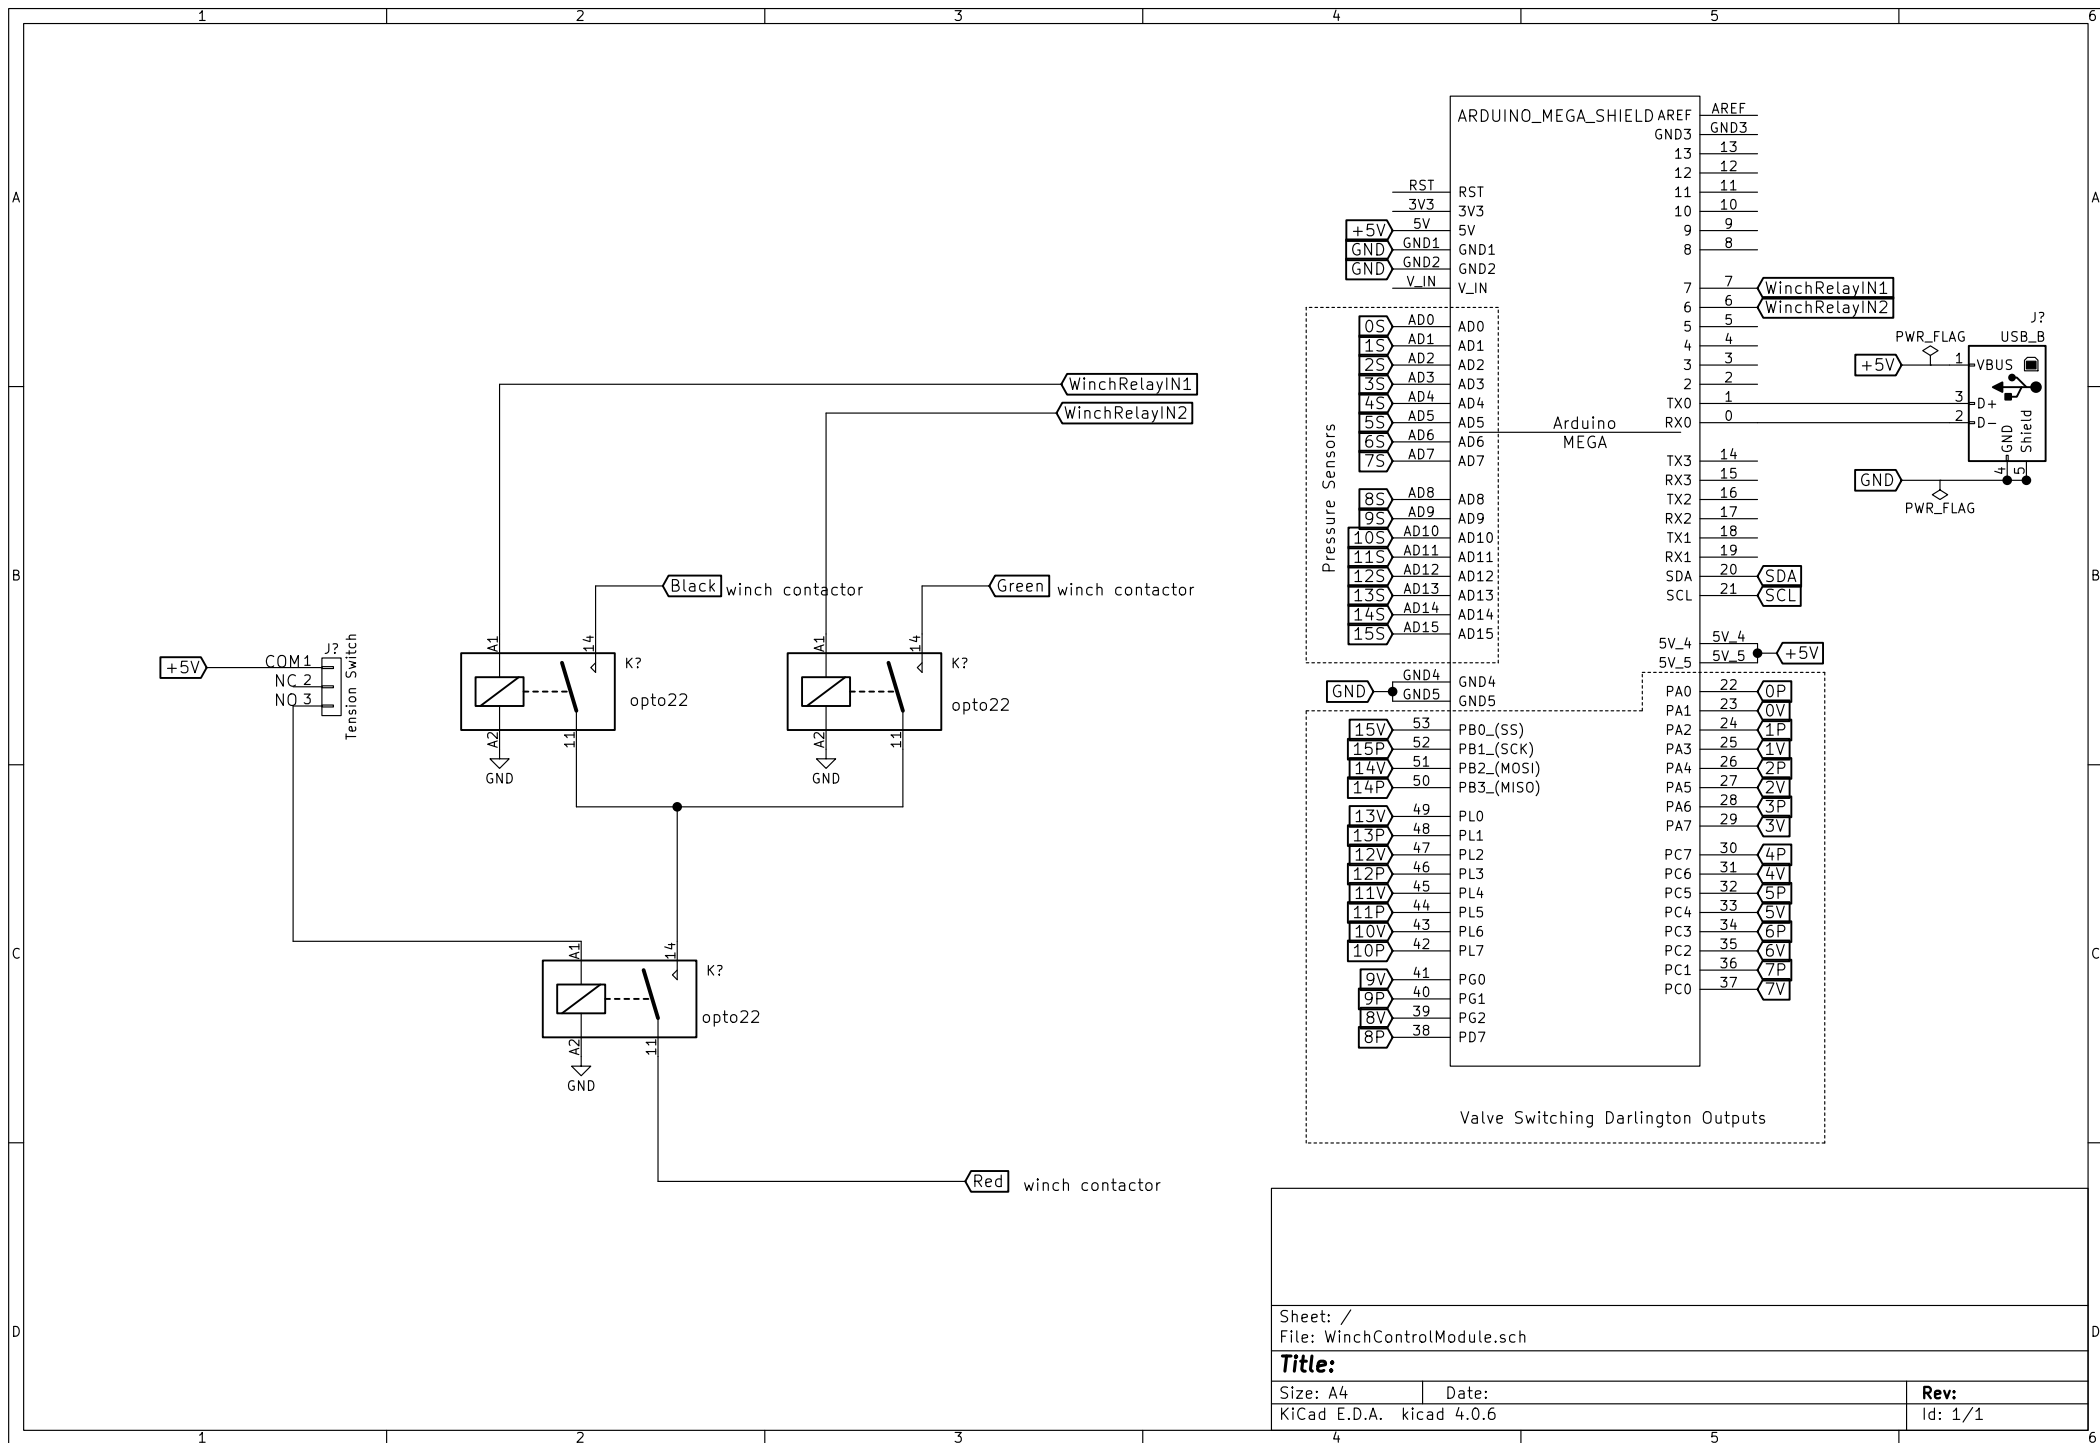 1 2 3 4 5 6
A A
B B
C C
D D
+5V
COM 1
NC 2
NO 3
J?
Tension Switch
WinchRelayIN1
WinchRelayIN2
Black winch contactor
Green winch contactor
A1 14
K?
opto22
A2 11
GND
A1 14
K?
opto22
A2 11
GND
A1 14
K?
opto22
A2 11
GND
Red winch contactor
ARDUINO_MEGA_SHIELD
Arduino
MEGA
RST RST
3V3 3V3
+5V 5V 5V
GND GND1 GND1
GND GND2 GND2
V_IN V_IN
Pressure Sensors
0S AD0 AD0
1S AD1 AD1
2S AD2 AD2
3S AD3 AD3
4S AD4 AD4
5S AD5 AD5
6S AD6 AD6
7S AD7 AD7
8S AD8 AD8
9S AD9 AD9
10S AD10 AD10
11S AD11 AD11
12S AD12 AD12
13S AD13 AD13
14S AD14 AD14
15S AD15 AD15
GND GND4 GND4
GND5 GND5
15V 53 PB0_(SS)
15P 52 PB1_(SCK)
14V 51 PB2_(MOSI)
14P 50 PB3_(MISO)
13V 49 PL0
13P 48 PL1
12V 47 PL2
12P 46 PL3
11V 45 PL4
11P 44 PL5
10V 43 PL6
10P 42 PL7
9V 41 PG0
9P 40 PG1
8V 39 PG2
8P 38 PD7
AREF AREF
GND3 GND3
13 13
12 12
11 11
10 10
9 9
8 8
7 7 WinchRelayIN1
6 6 WinchRelayIN2
5 5
4 4
3 3
2 2
TX0 1
RX0 0
TX3 14
RX3 15
TX2 16
RX2 17
TX1 18
RX1 19
SDA 20 SDA
SCL 21 SCL
5V_4 5V_4 +5V
5V_5 5V_5
PA0 22 0P
PA1 23 0V
PA2 24 1P
PA3 25 1V
PA4 26 2P
PA5 27 2V
PA6 28 3P
PA7 29 3V
PC7 30 4P
PC6 31 4V
PC5 32 5P
PC4 33 5V
PC3 34 6P
PC2 35 6V
PC1 36 7P
PC0 37 7V
Valve Switching Darlington Outputs
J?
PWR_FLAG USB_B
+5V 1 VBUS
3 D+
2 D-
GND Shield
4 5
GND
PWR_FLAG
Sheet: /
File: WinchControlModule.sch
Title:
Size: A4 Date: Rev:
KiCad E.D.A. kicad 4.0.6 Id: 1/1
1 2 3 4 5 6